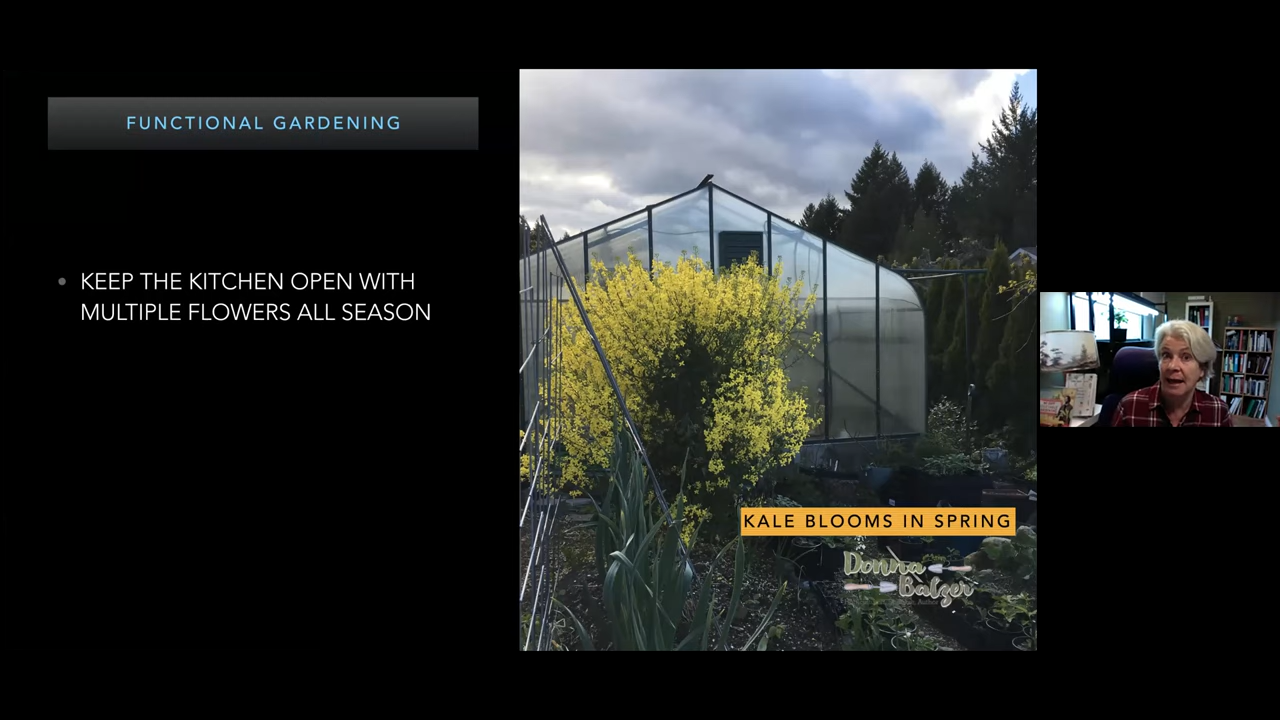 FUNCTIONAL GARDENING
KEEP THE KITCHEN OPEN WITH
MULTIPLE FLOWERS ALL SEASON
KALE BLOOMS IN SPRING
Donna
Balzer